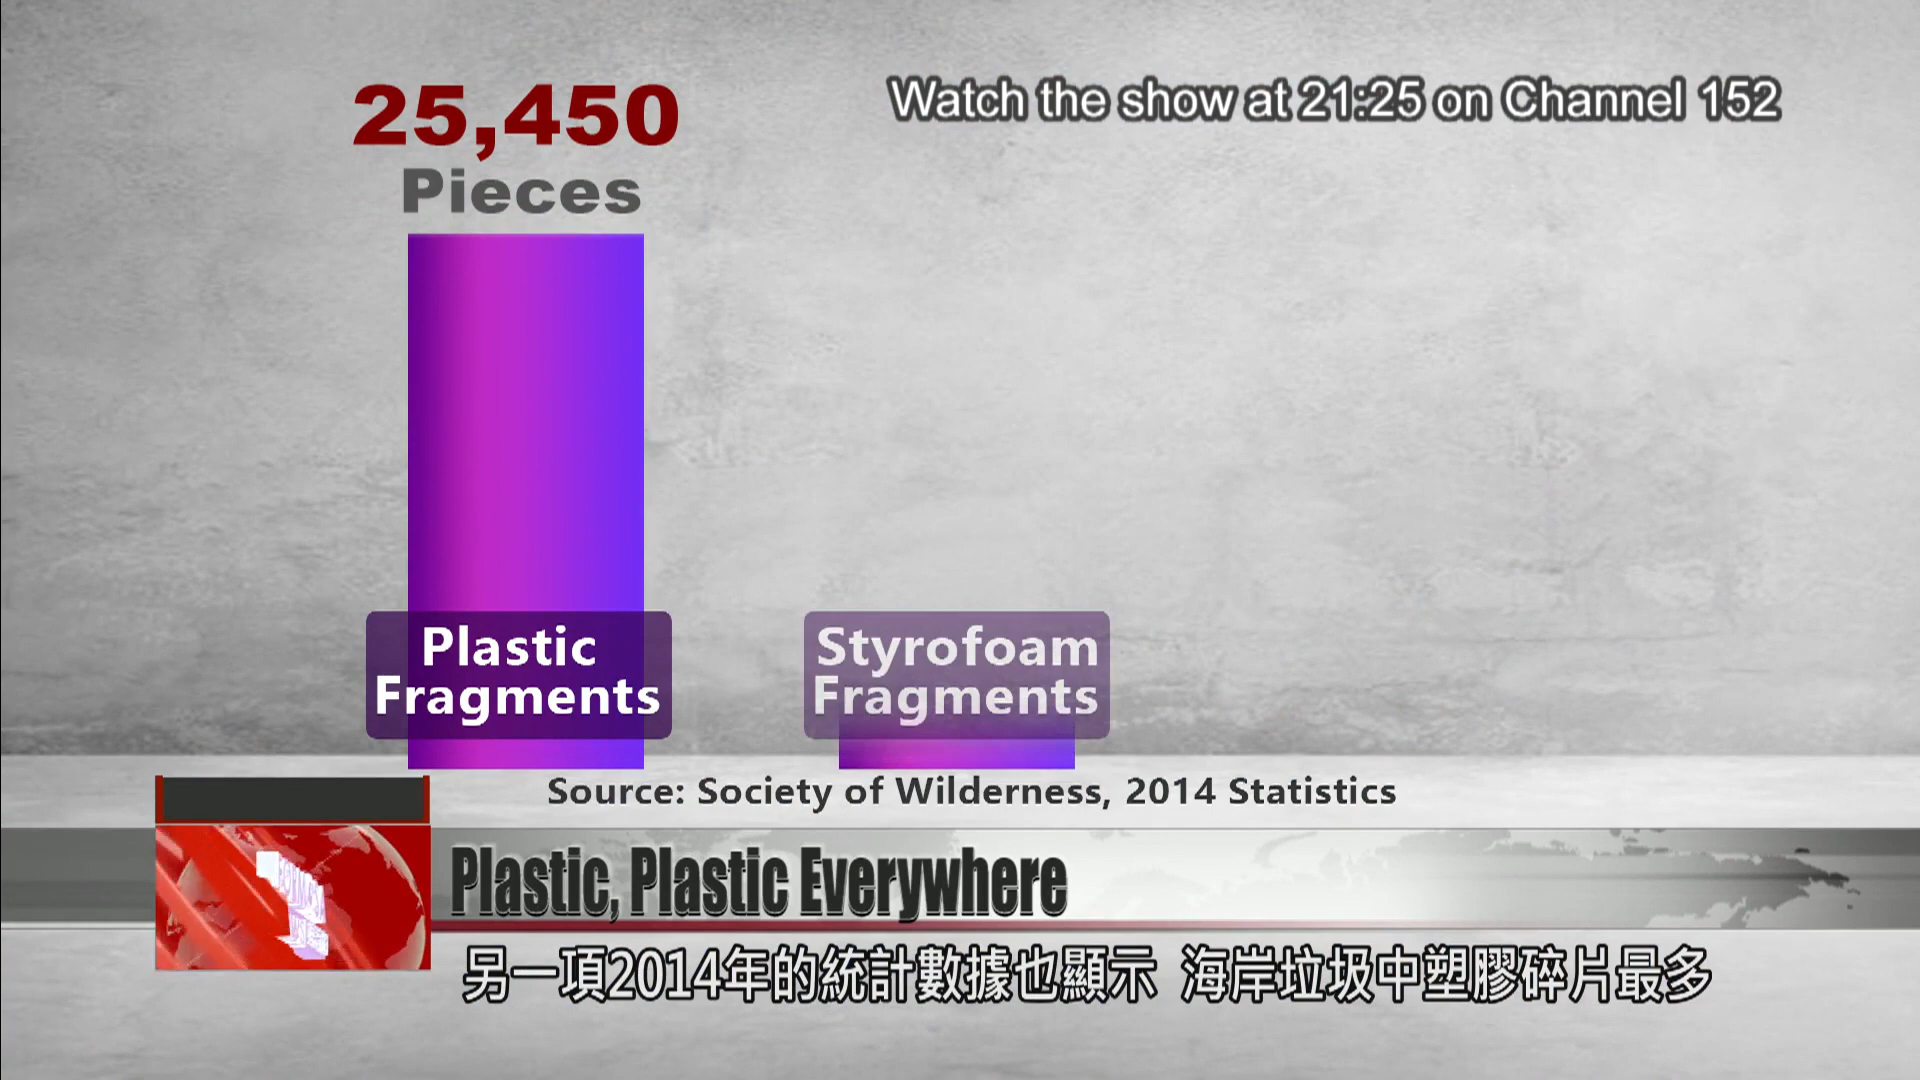 25,450
Pieces
Watch the show at 21:25 on Channel 152
Plastic
Fragments
Styrofoam
Fragments
Source: Society of Wilderness, 2014 Statistics
Plastic, Plastic Everywhere
另一項2014年的統計數據也顯示 海岸垃圾中塑膠碎片最多